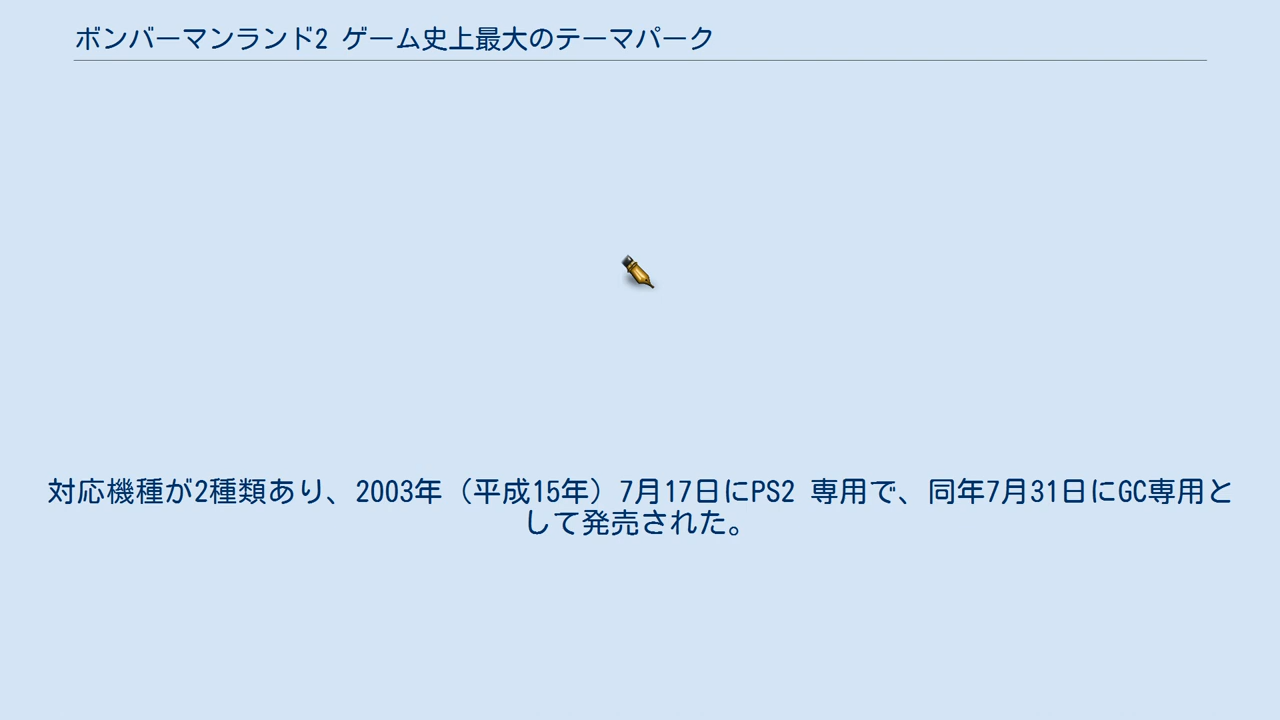 ボンバーマンランド2 ゲーム史上最大のテーマパーク
対応機種が2種類あり、2003年（平成15年）7月17日にPS2 専用で、同年7月31日にGC専用と
して発売された。